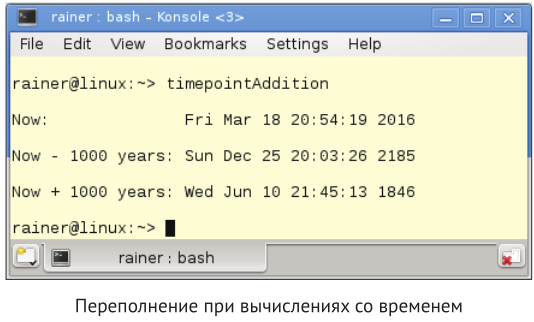 rainer : bash – Konsole <3>
File Edit View Bookmarks Settings Help
rainer@linux:~> timepointAddition
Now: Fri Mar 18 20:54:19 2016
Now - 1000 years: Sun Dec 25 20:03:26 2185
Now + 1000 years: Wed Jun 10 21:45:13 1846
rainer@linux:~>
rainer : bash
Переполнение при вычислениях со временем